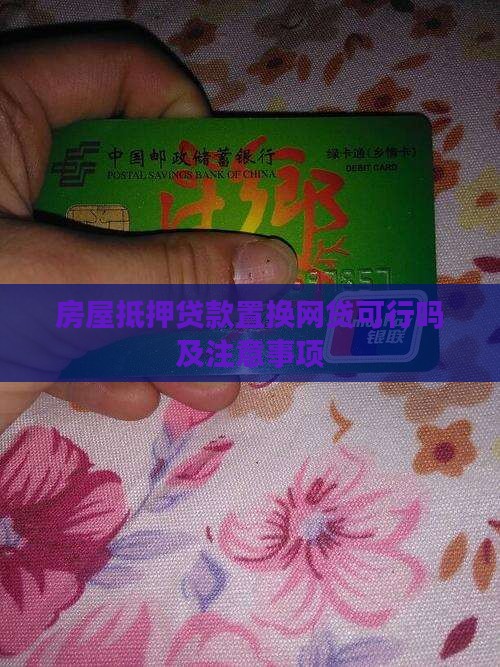 中国邮政储蓄银行
POSTAL SAVINGS BANK OF CHINA
绿卡通(乡情卡)
DEBIT CARD
乡
房屋抵押贷款置换网贷可行吗
及注意事项
银联